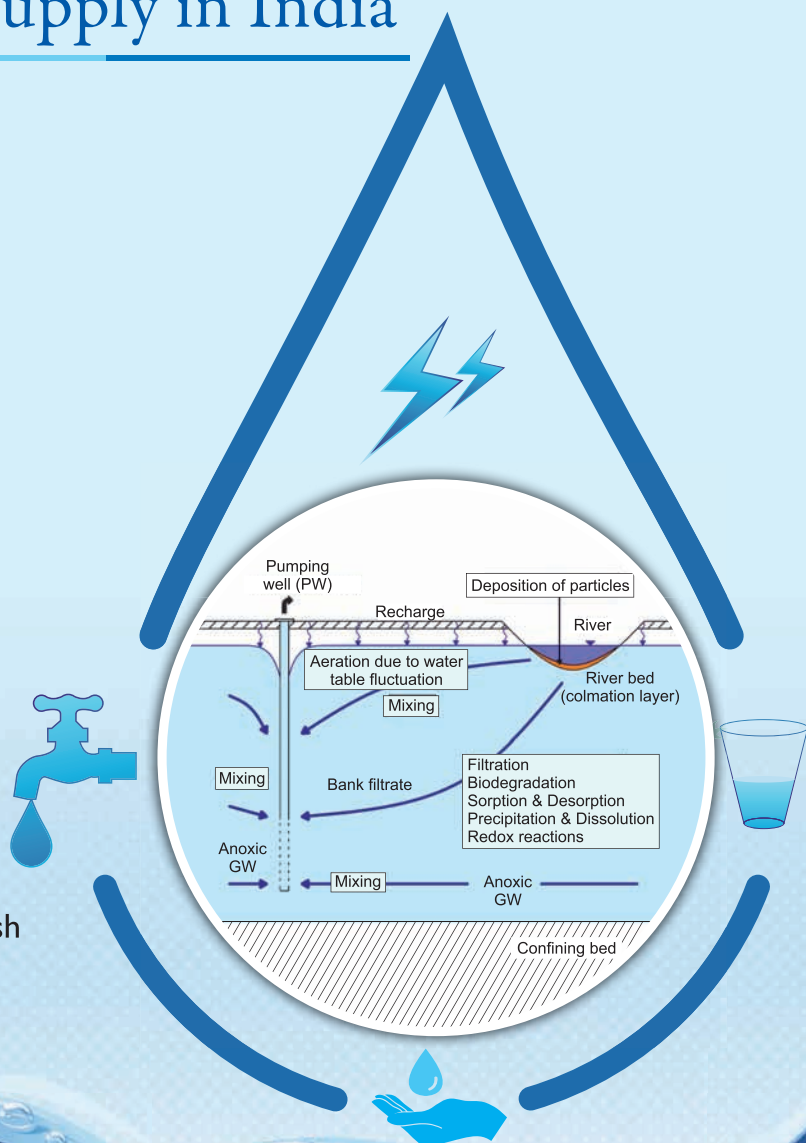 upply in India
Pumping
well (PW)
Deposition of particles
Recharge
River
Aeration due to water
table fluctuation
River bed
(colmation layer)
Mixing
Filtration
Biodegradation
Sorption & Desorption
Precipitation & Dissolution
Redox reactions
Mixing
Bank filtrate
Anoxic
GW
Mixing
Anoxic
GW
sh
Confining bed